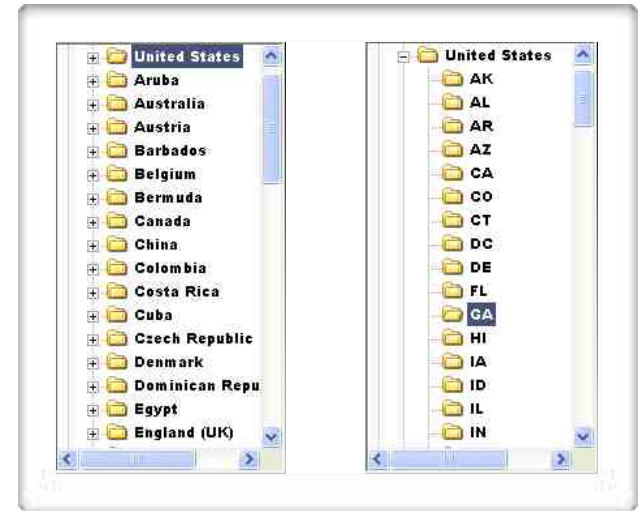 United States
Aruba
Australia
Austria
Barbados
Belgium
Bermuda
Canada
China
Colombia
Costa Rica
Cuba
Czech Republic
Denmark
Dominican Repu
Egypt
England (UK)
United States
AK
AL
AR
AZ
CA
CO
CT
DC
DE
FL
GA
HI
IA
ID
IL
IN